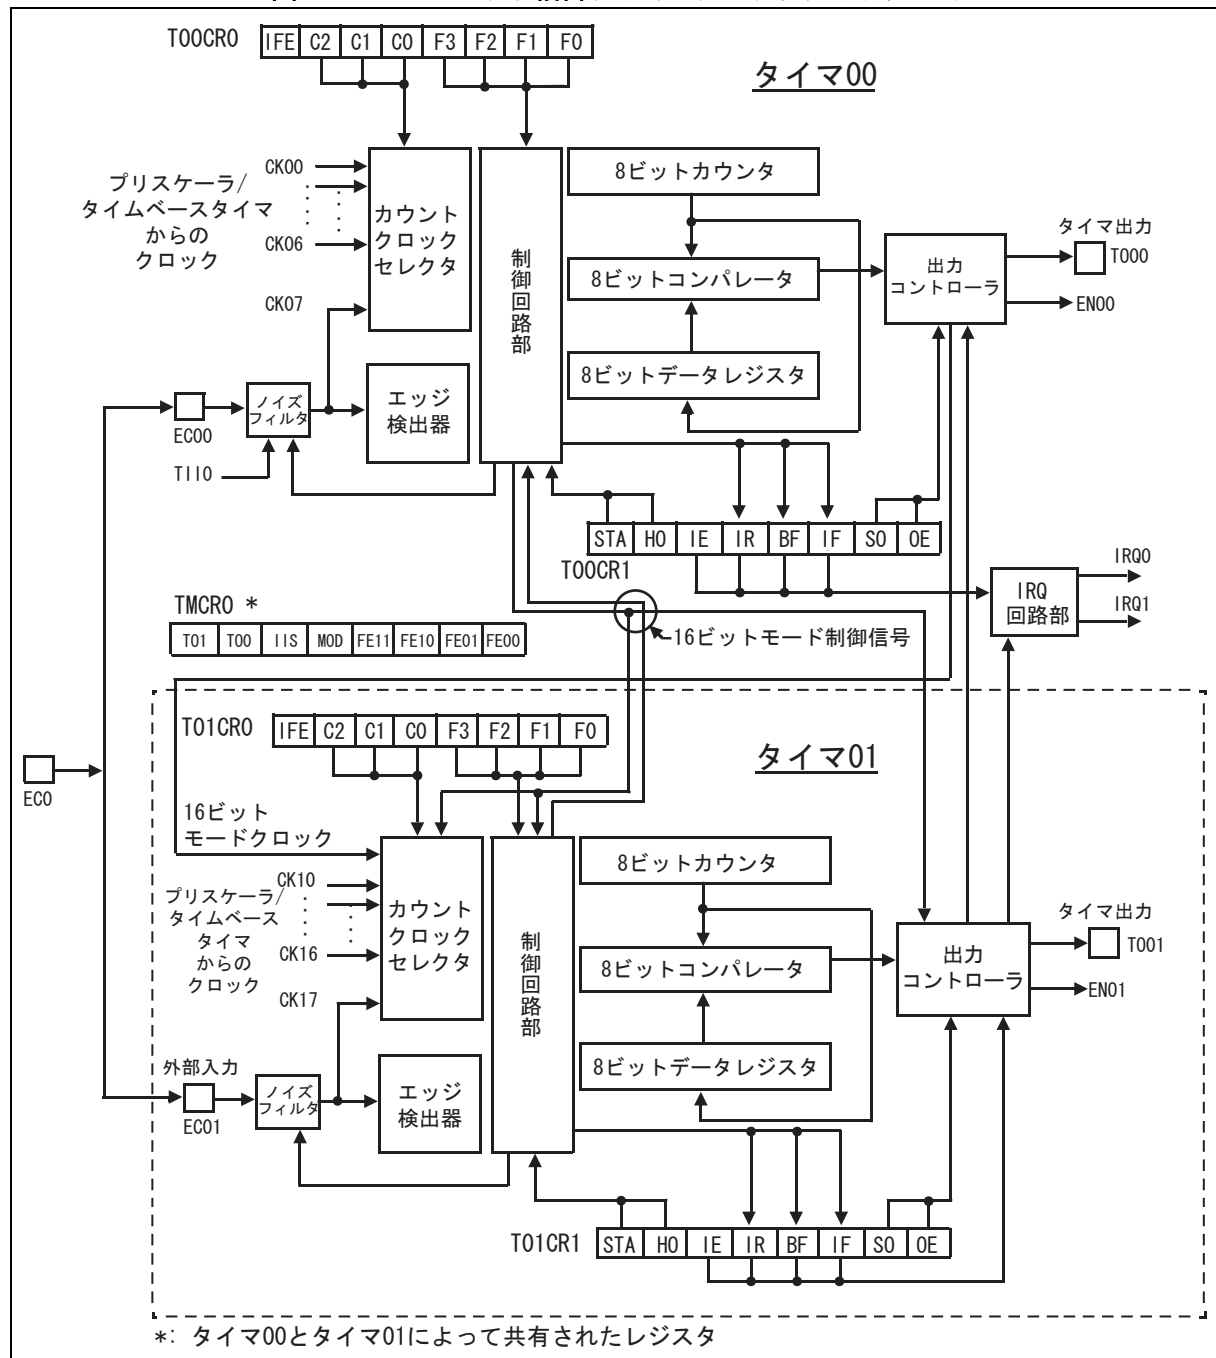 T00CR0
IFE C2 C1 C0 F3 F2 F1 F0
タイマ00
CK00
プリスケーラ/
タイムベースタイマ
からの
クロック
CK06
CK07
カウント
クロック
セレクタ
制御回路部
8ビットカウンタ
8ビットコンパレータ
8ビットデータレジスタ
出力
コントローラ
タイマ出力
TO00
EN00
EC00
ノイズ
フィルタ
エッジ
検出器
TII0
STA HO IE IR BF IF SO OE
T00CR1
IRQ
回路部
IRQ0
IRQ1
TMCR0 *
TO1 TO0 IIS MOD FE11 FE10 FE01 FE00
16ビットモード制御信号
T01CR0
IFE C2 C1 C0 F3 F2 F1 F0
タイマ01
EC0
16ビット
モードクロック
CK10
プリスケーラ/
タイムベース
タイマ
からの
クロック
CK16
CK17
カウント
クロック
セレクタ
制御回路部
8ビットカウンタ
8ビットコンパレータ
8ビットデータレジスタ
出力
コントローラ
タイマ出力
TO01
EN01
外部入力
EC01
ノイズ
フィルタ
エッジ
検出器
T01CR1
STA HO IE IR BF IF SO OE
*: タイマ00とタイマ01によって共有されたレジスタ